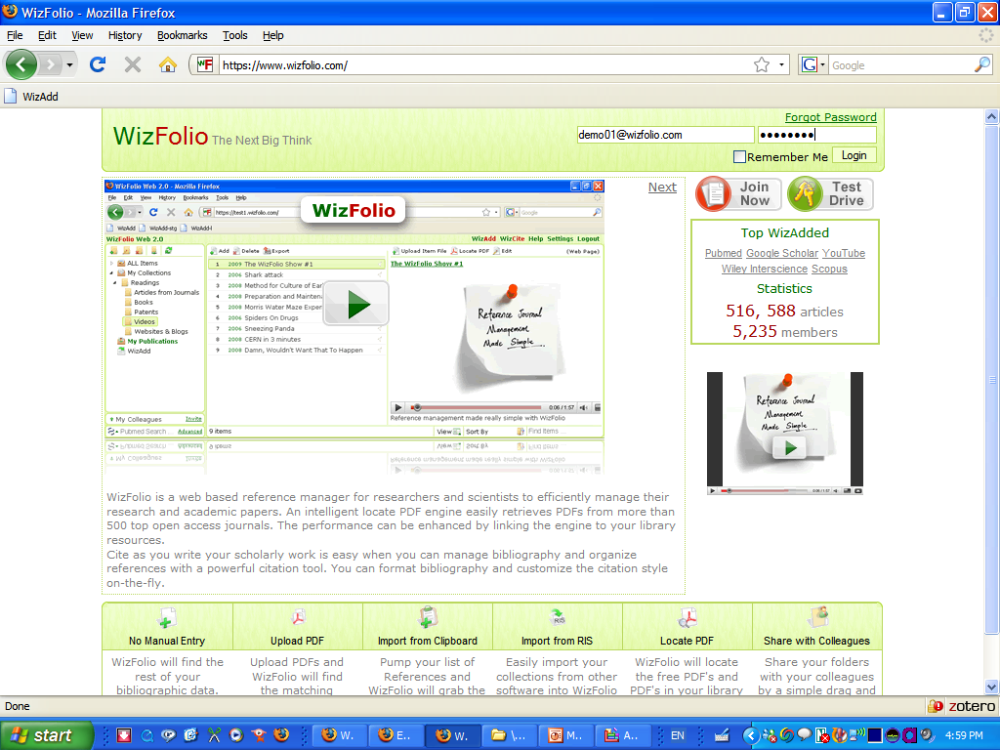 WizFolio - Mozilla Firefox
File Edit View History Bookmarks Tools Help
https://www.wizfolio.com/
Google
WizAdd
Forgot Password
WizFolio The Next Big Think
demo01@wizfolio.com ••••••••
Remember Me Login
WizFolio Web 2.0 - Mozilla Firefox
File Edit View History Bookmarks Tools Help
https://test1.wizfolio.com/ Google
WizAdd WizAdd-stg WizAdd-l
WizFolio
WizFolio Web 2.0 WizAdd WizCite Help Settings Logout
Add Delete Export Upload Item File Locate PDF Edit (Web Page)
ALL Items
My Collections
Readings
Articles from Journals
Books
Patents
Videos
Websites & Blogs
My Publications
WizAdd
My Colleagues Invite
Pubmed Search... Advanced
1 2009 The WizFolio Show #1
2 2006 Shark attack
3 2008 Method for Culture of Ear
4 2008 Preparation and Mainten
5 2008 Morris Water Maze Exper
6 2006 Spiders On Drugs
7 2006 Sneezing Panda
8 2008 CERN in 3 minutes
9 2008 Damn, Wouldn't Want That To Happen
The WizFolio Show #1
Reference Journal
Management
Made Simple...
0:06 / 1:57
Reference management made really simple with WizFolio
9 items View Sort By Find Items ...
Next
Join Now
Test Drive
Top WizAdded
Pubmed Google Scholar YouTube
Wiley Interscience Scopus
Statistics
516, 588 articles
5,235 members
Reference Journal
Management
Made Simple...
0:06 / 1:57
WizFolio is a web based reference manager for researchers and scientists to efficiently manage their
research and academic papers. An intelligent locate PDF engine easily retrieves PDFs from more than
500 top open access journals. The performance can be enhanced by linking the engine to your library
resources.
Cite as you write your scholarly work is easy when you can manage bibliography and organize
references with a powerful citation tool. You can format bibliography and customize the citation style
on-the-fly.
No Manual Entry
WizFolio will find the
rest of your
bibliographic data.
Upload PDF
Upload PDFs and
WizFolio will find
the matching
Import from Clipboard
Pump your list of
References and
WizFolio will grab the
RIS
Import from RIS
Easily import your
collections from other
software into WizFolio
Locate PDF
WizFolio will locate
the free PDF's and
PDF's in your library
Share with Colleagues
Share your folders
with your colleagues
by a simple drag and
Done zotero
start W. E.. W. \... M... A.. EN 4:59 PM